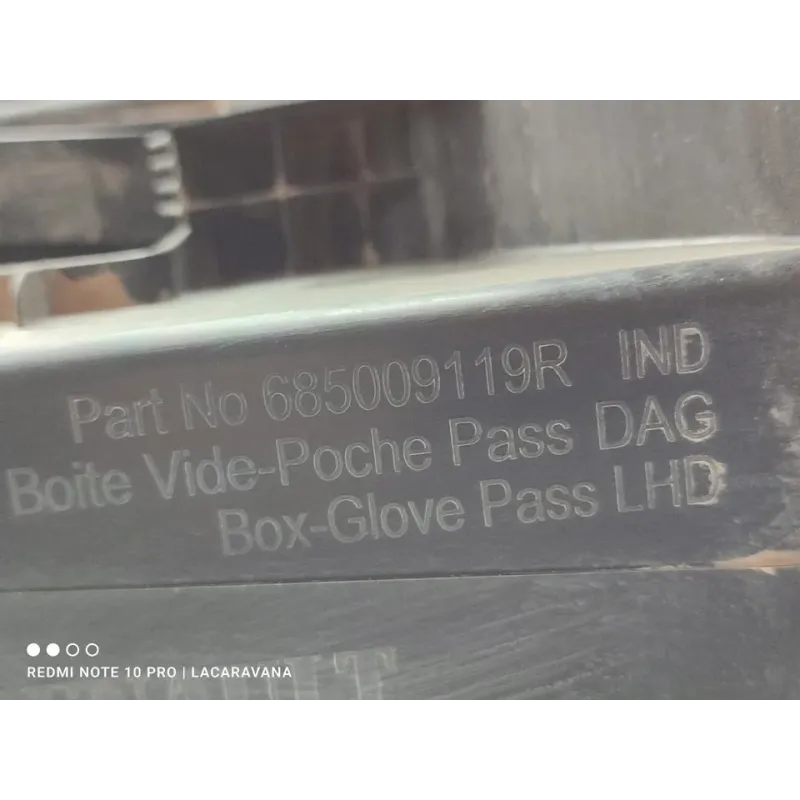 Part No 685009119R IND
Boite Vide-Poche Pass DAG
Box-Glove Pass LHD
REDMI NOTE 10 PRO | LACARAVANA